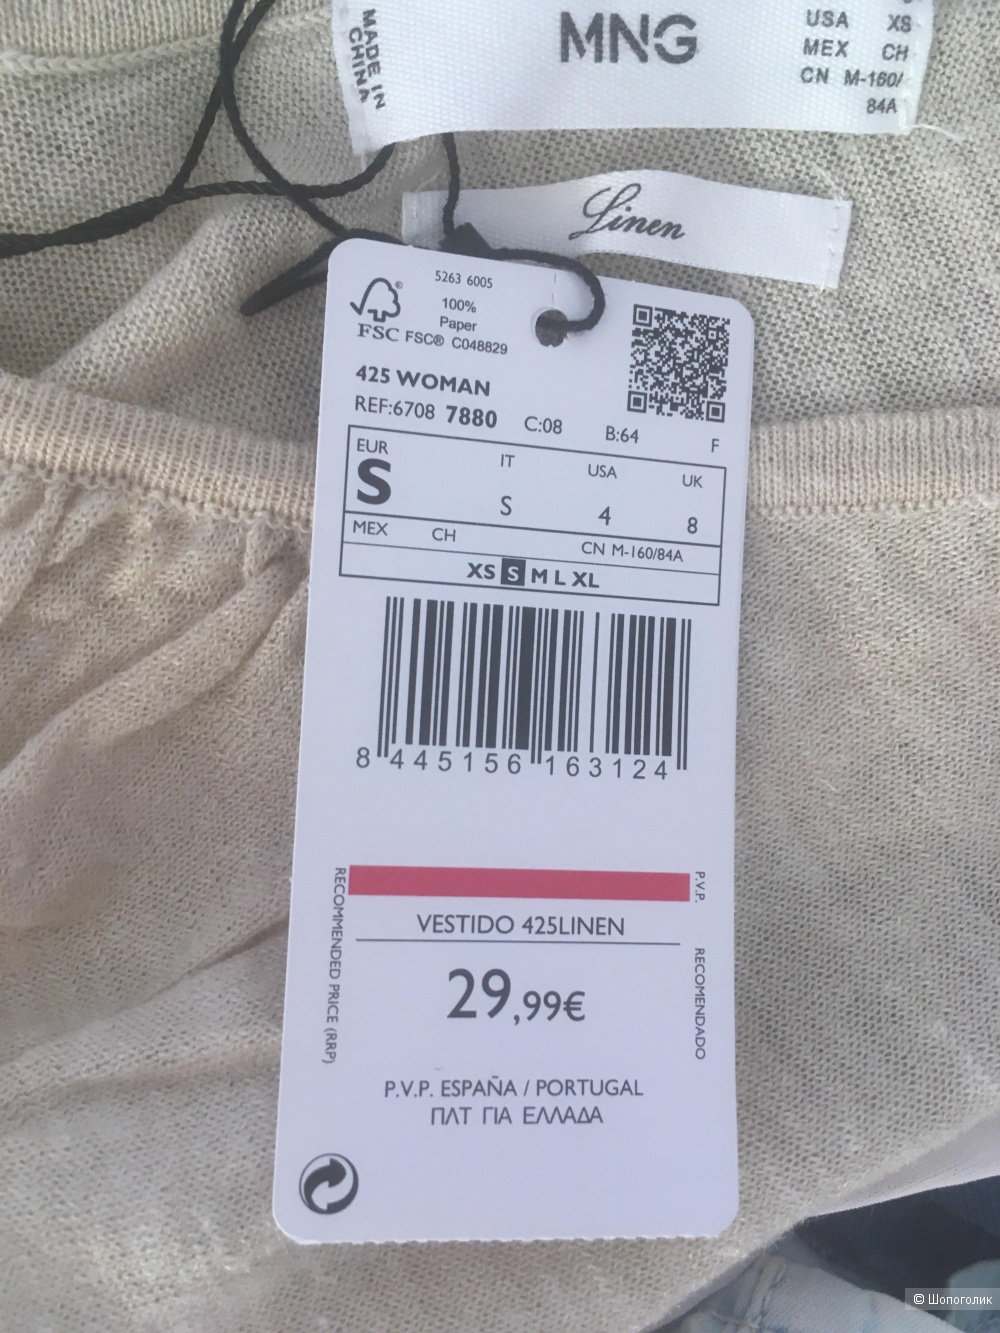 MADE IN
CHINA
MNG
USA XS
MEX CH
CN M-160/
84A
Linen
5263 6005
100%
Paper
FSC® C048829
FSC
425 WOMAN
REF:6708 7880 C:08 B:64 F
EUR IT USA UK
S S 4 8
MEX CH CN M-160/84A
XS S M L XL
8 445156 163124
RECOMMENDED PRICE (RRP)
P.V.P. RECOMENDADO
VESTIDO 425LINEN
29,99€
P.V.P. ESPAÑA / PORTUGAL
ΠΛΤ ΓΙΑ ΕΛΛΑΔΑ
© Шопоголик